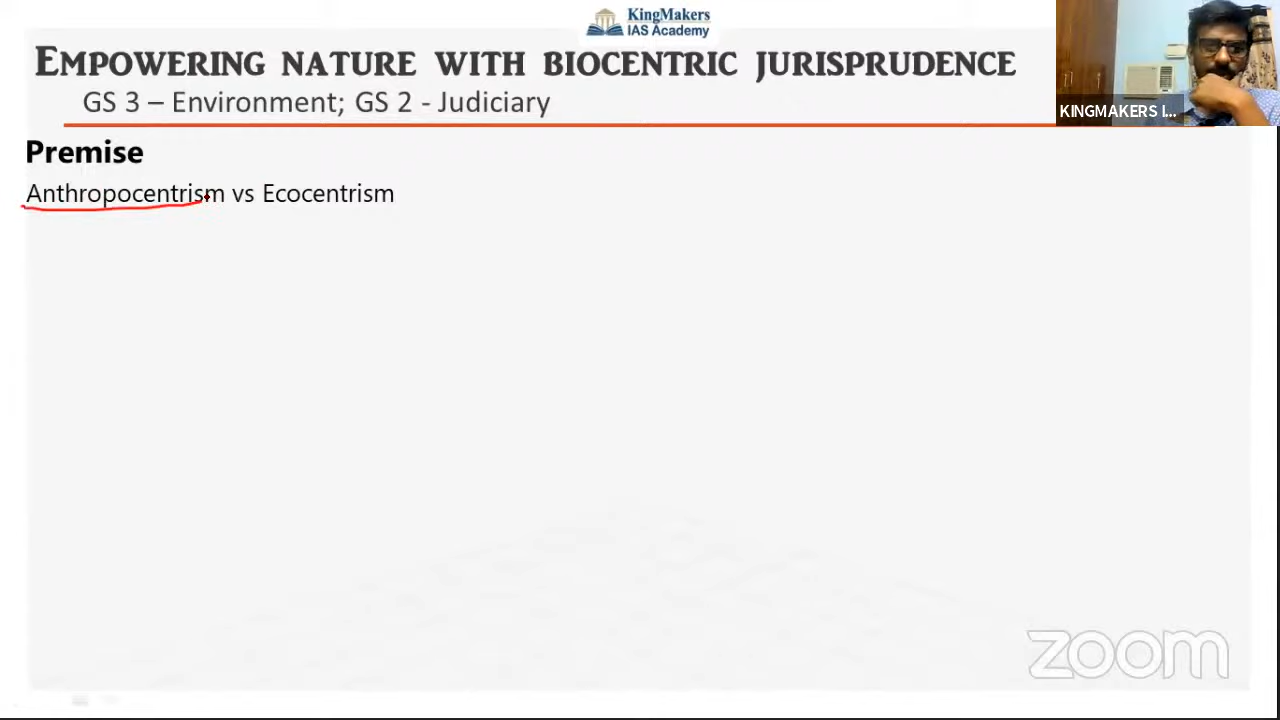 KingMakers
IAS Academy
EMPOWERING NATURE WITH BIOCENTRIC JURISPRUDENCE
GS 3 – Environment; GS 2 - Judiciary
KINGMAKERS I...
Premise
Anthropocentrism vs Ecocentrism
zoom